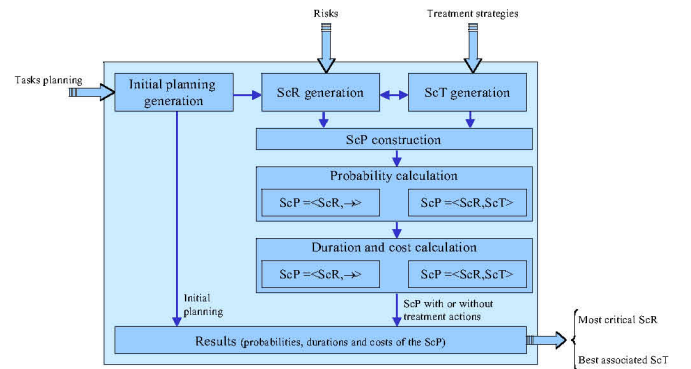 Risks
Treatment strategies
Tasks planning
Initial planning
generation
ScR generation
ScT generation
ScP construction
Probability calculation
ScP =<ScR,→>
ScP =<ScR,ScT>
Duration and cost calculation
ScP =<ScR,→>
ScP =<ScR,ScT>
Initial
planning
ScP with or without
treatment actions
Results (probabilities, durations and costs of the ScP)
Most critical ScR
Best associated ScT